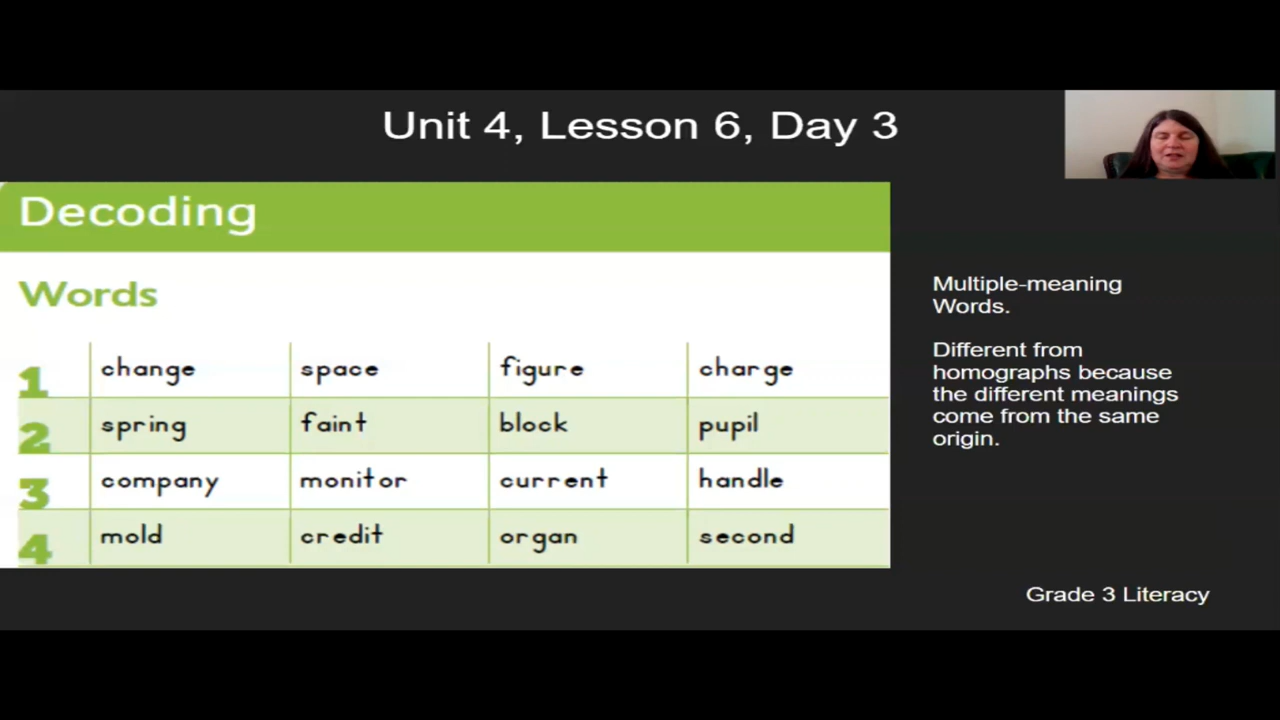 Unit 4, Lesson 6, Day 3
Decoding
Words
1 change space figure charge
2 spring faint block pupil
3 company monitor current handle
4 mold credit organ second
Multiple-meaning
Words.
Different from
homographs because
the different meanings
come from the same
origin.
Grade 3 Literacy